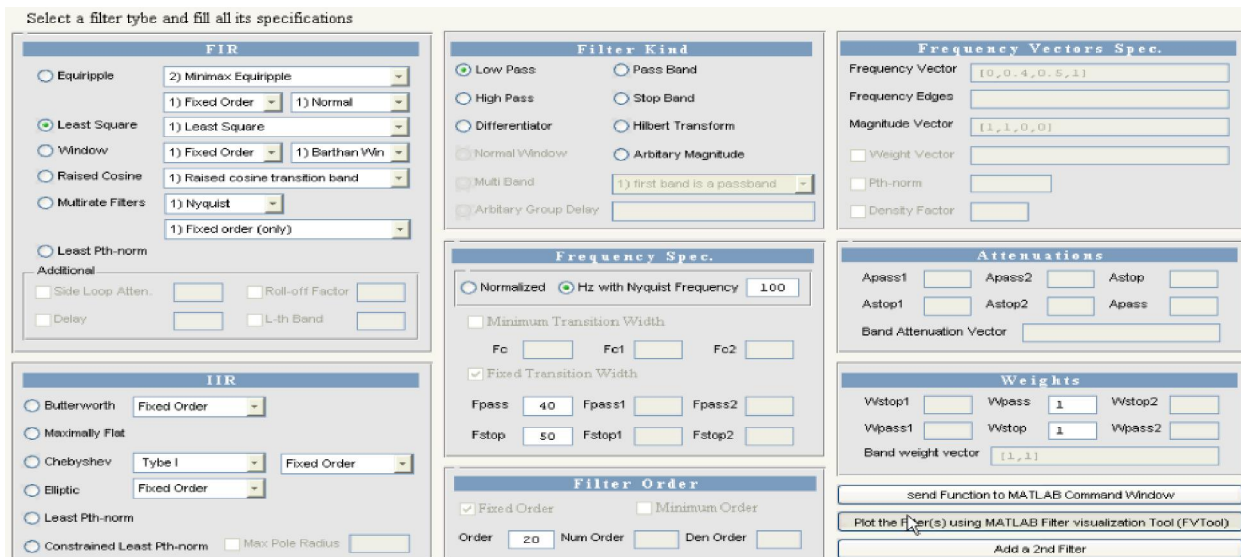 Select a filter tybe and fill all its specifications
FIR
Equiripple 2) Minimax Equiripple
1) Fixed Order 1) Normal
Least Square 1) Least Square
Window 1) Fixed Order 1) Barthan Win
Raised Cosine 1) Raised cosine transition band
Multirate Filters 1) Nyquist
1) Fixed order (only)
Least Pth-norm
Additional
Side Loop Atten. Roll-off Factor
Delay L-th Band
IIR
Butterworth Fixed Order
Maximally Flat
Chebyshev Tybe I Fixed Order
Elliptic Fixed Order
Least Pth-norm
Constrained Least Pth-norm Max Pole Radius
Filter Kind
Low Pass Pass Band
High Pass Stop Band
Differentiator Hilbert Transform
Normal Window Arbitary Magnitude
Multi Band 1) first band is a passband
Arbitary Group Delay
Frequency Spec.
Normalized Hz with Nyquist Frequency 100
Minimum Transition Width
Fc Fc1 Fc2
Fixed Transition Width
Fpass 40 Fpass1 Fpass2
Fstop 50 Fstop1 Fstop2
Filter Order
Fixed Order Minimum Order
Order 20 Num Order Den Order
Frequency Vectors Spec.
Frequency Vector [0,0.4,0.5,1]
Frequency Edges
Magnitude Vector [1,1,0,0]
Weight Vector
Pth-norm
Density Factor
Attenuations
Apass1 Apass2 Astop
Astop1 Astop2 Apass
Band Attenuation Vector
Weights
Wstop1 Wpass 1 Wstop2
Wpass1 Wstop 1 Wpass2
Band weight vector [1,1]
send Function to MATLAB Command Window
Plot the Filter(s) using MATLAB Filter visualization Tool (FVTool)
Add a 2nd Filter